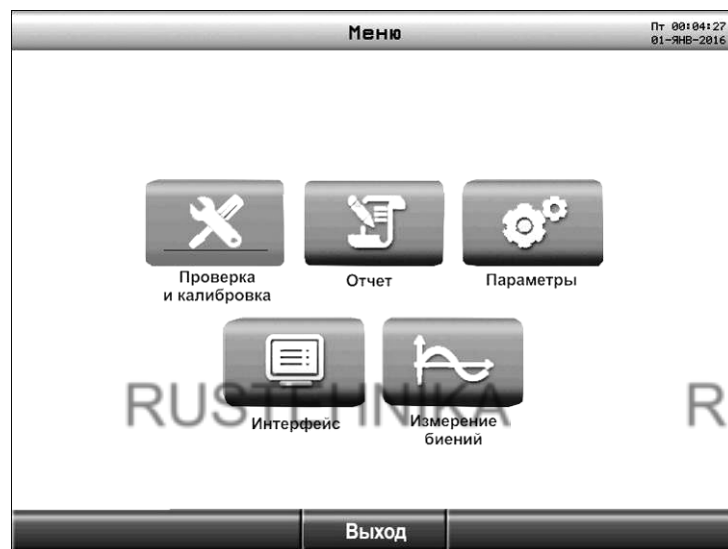 Меню
Пт 00:04:27
01-ЯНВ-2016
Проверка
и калибровка
Отчет
Параметры
RUSTEHNIKA
R
Интерфейс
Измерение
биений
Выход